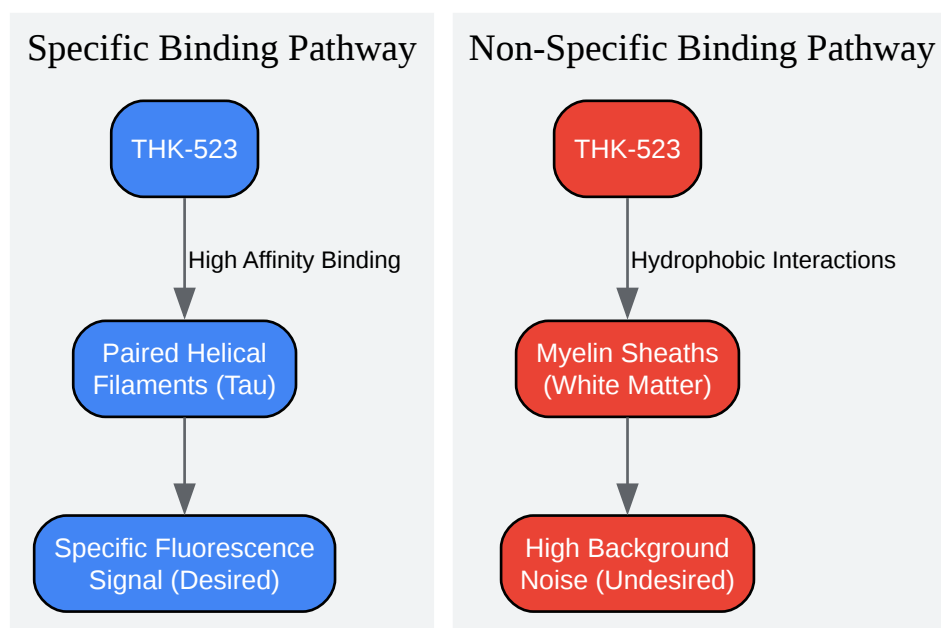 Specific Binding Pathway
THK-523
High Affinity Binding
Paired Helical
Filaments (Tau)
Specific Fluorescence
Signal (Desired)
Non-Specific Binding Pathway
THK-523
Hydrophobic Interactions
Myelin Sheaths
(White Matter)
High Background
Noise (Undesired)